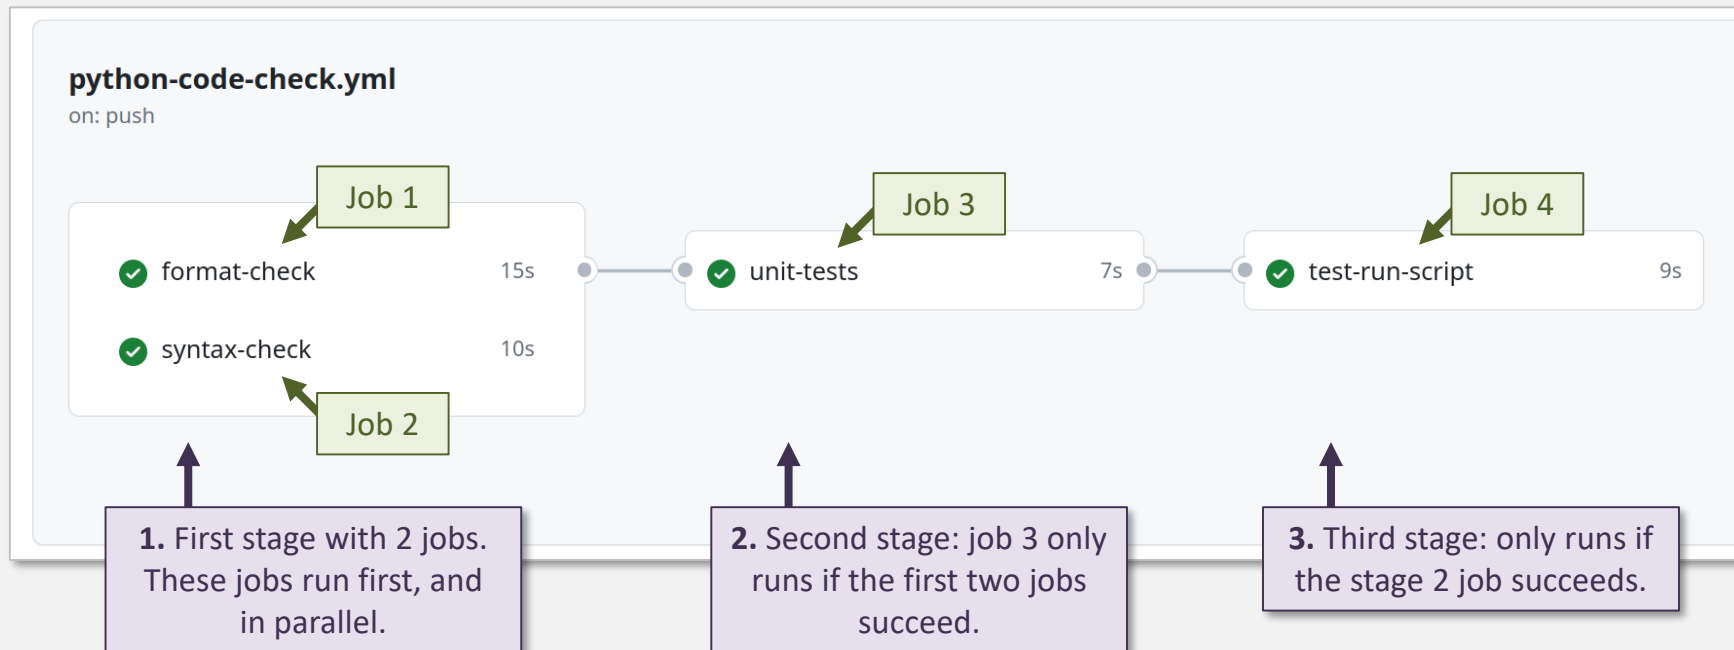 python-code-check.yml
on: push
Job 1
Job 3
Job 4
format-check 15s
unit-tests 7s
test-run-script 9s
syntax-check 10s
Job 2
1. First stage with 2 jobs.
These jobs run first, and
in parallel.
2. Second stage: job 3 only
runs if the first two jobs
succeed.
3. Third stage: only runs if
the stage 2 job succeeds.